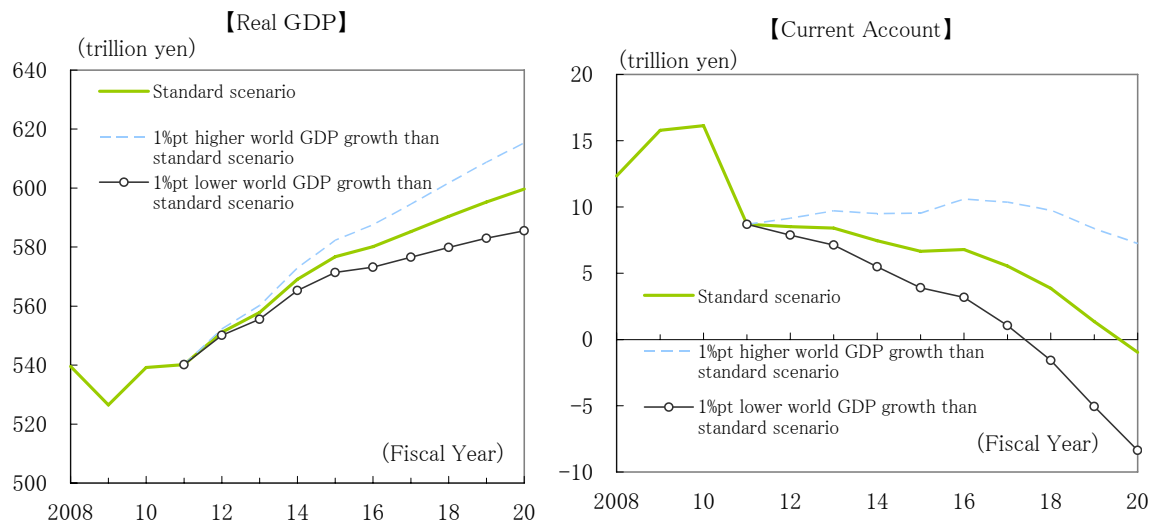 【Real GDP】
(trillion yen)
640
620
600
580
560
540
520
500
Standard scenario
1%pt higher world GDP growth than
standard scenario
1%pt lower world GDP growth than
standard scenario
(Fiscal Year)
2008 10 12 14 16 18 20
【Current Account】
(trillion yen)
20
15
10
5
0
−5
−10
Standard scenario
1%pt higher world GDP growth than
standard scenario
1%pt lower world GDP growth than
standard scenario
(Fiscal Year)
2008 10 12 14 16 18 20